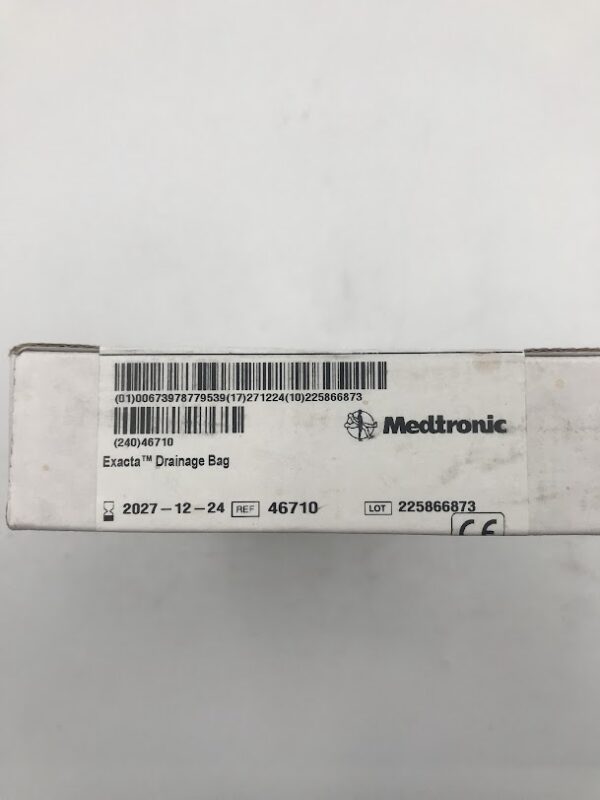 (01)00673978779539(17)271224(10)225866873
Medtronic
(240)46710
Exacta™ Drainage Bag
2027-12-24 REF 46710 LOT 225866873
CE